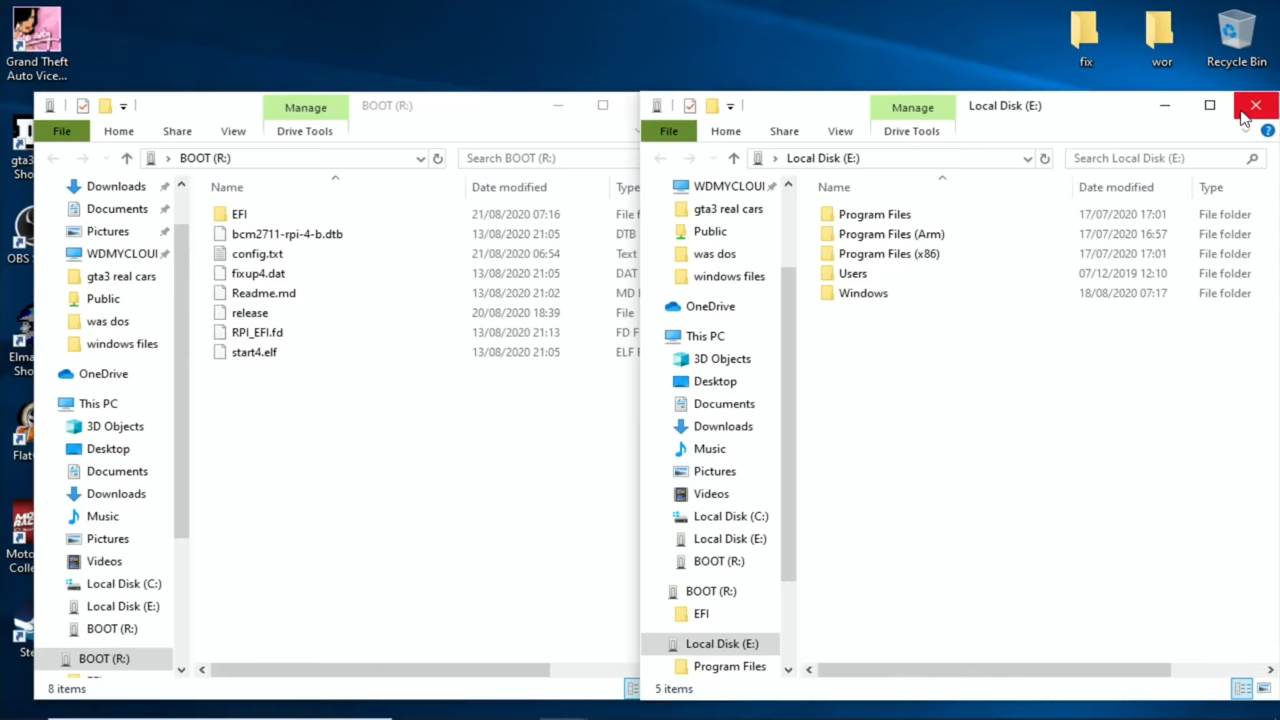 Grand Theft
Auto Vice...
gta3
Sho
OBS S
Elma
Sho
Flat
Moto
Colle
Ste
fix
wor
Recycle Bin
Manage
BOOT (R:)
File
Home
Share
View
Drive Tools
BOOT (R:)
Search BOOT (R:)
Downloads
Documents
Pictures
WDMYCLOUI
gta3 real cars
Public
was dos
windows files
OneDrive
This PC
3D Objects
Desktop
Documents
Downloads
Music
Pictures
Videos
Local Disk (C:)
Local Disk (E:)
BOOT (R:)
BOOT (R:)
Name Date modified Type
EFI 21/08/2020 07:16 File f
bcm2711-rpi-4-b.dtb 13/08/2020 21:05 DTB
config.txt 21/08/2020 06:54 Text
fixup4.dat 13/08/2020 21:05 DAT
Readme.md 13/08/2020 21:02 MD F
release 20/08/2020 18:39 File
RPI_EFI.fd 13/08/2020 21:13 FD F
start4.elf 13/08/2020 21:05 ELF F
8 items
Manage
Local Disk (E:)
File
Home
Share
View
Drive Tools
Local Disk (E:)
Search Local Disk (E:)
WDMYCLOUI
gta3 real cars
Public
was dos
windows files
OneDrive
This PC
3D Objects
Desktop
Documents
Downloads
Music
Pictures
Videos
Local Disk (C:)
Local Disk (E:)
BOOT (R:)
BOOT (R:)
EFI
Local Disk (E:)
Program Files
Name Date modified Type
Program Files 17/07/2020 17:01 File folder
Program Files (Arm) 17/07/2020 16:57 File folder
Program Files (x86) 17/07/2020 17:01 File folder
Users 07/12/2019 12:10 File folder
Windows 18/08/2020 07:17 File folder
5 items